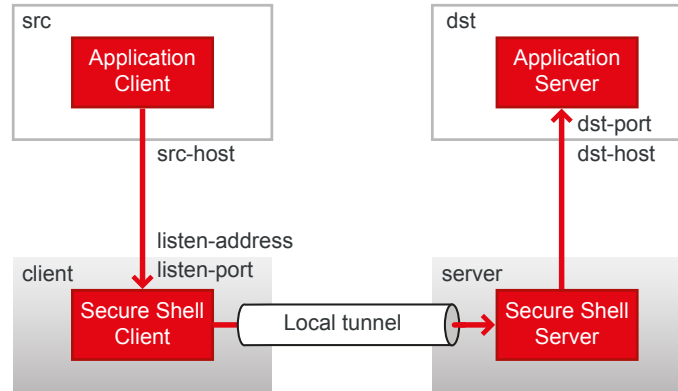 src
Application
Client
dst
Application
Server
src-host
dst-port
dst-host
listen-address
listen-port
client
Secure Shell
Client
Local tunnel
server
Secure Shell
Server